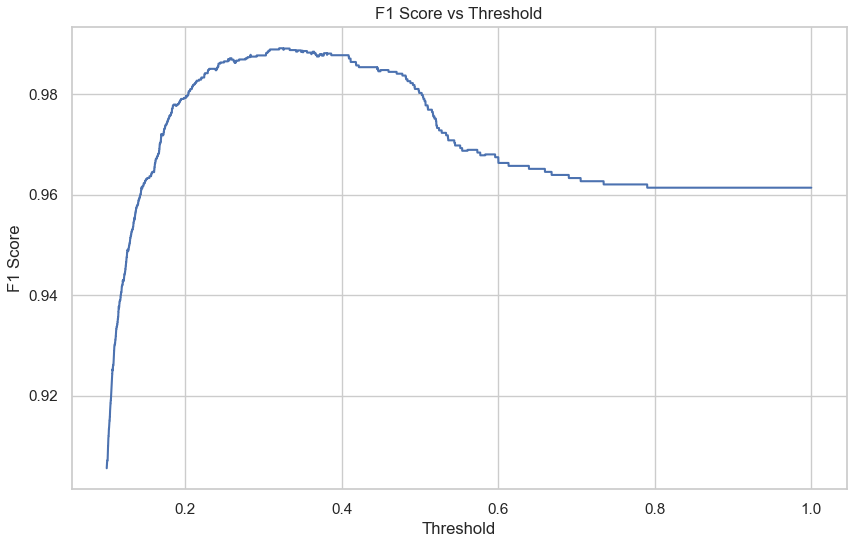 F1 Score vs Threshold
F1 Score
0.98
0.96
0.94
0.92
0.2 0.4 0.6 0.8 1.0
Threshold